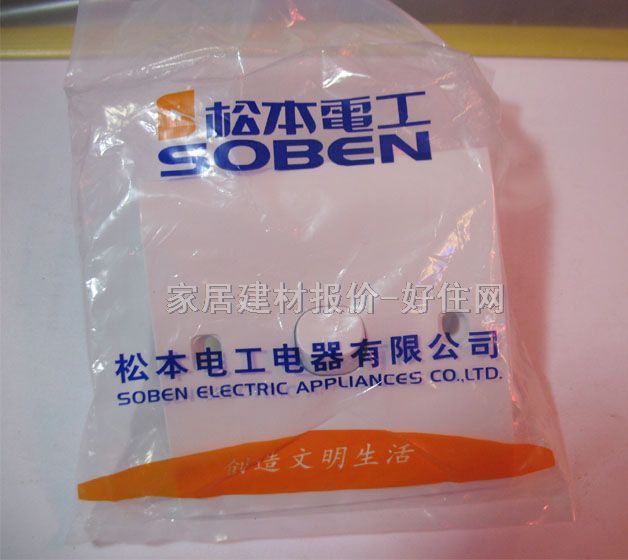 松本電工
SOBEN
家居建材报价-好住网
松本电工电器有限公司
SOBEN ELECTRIC APPLIANCES CO.,LTD.
创造文明生活